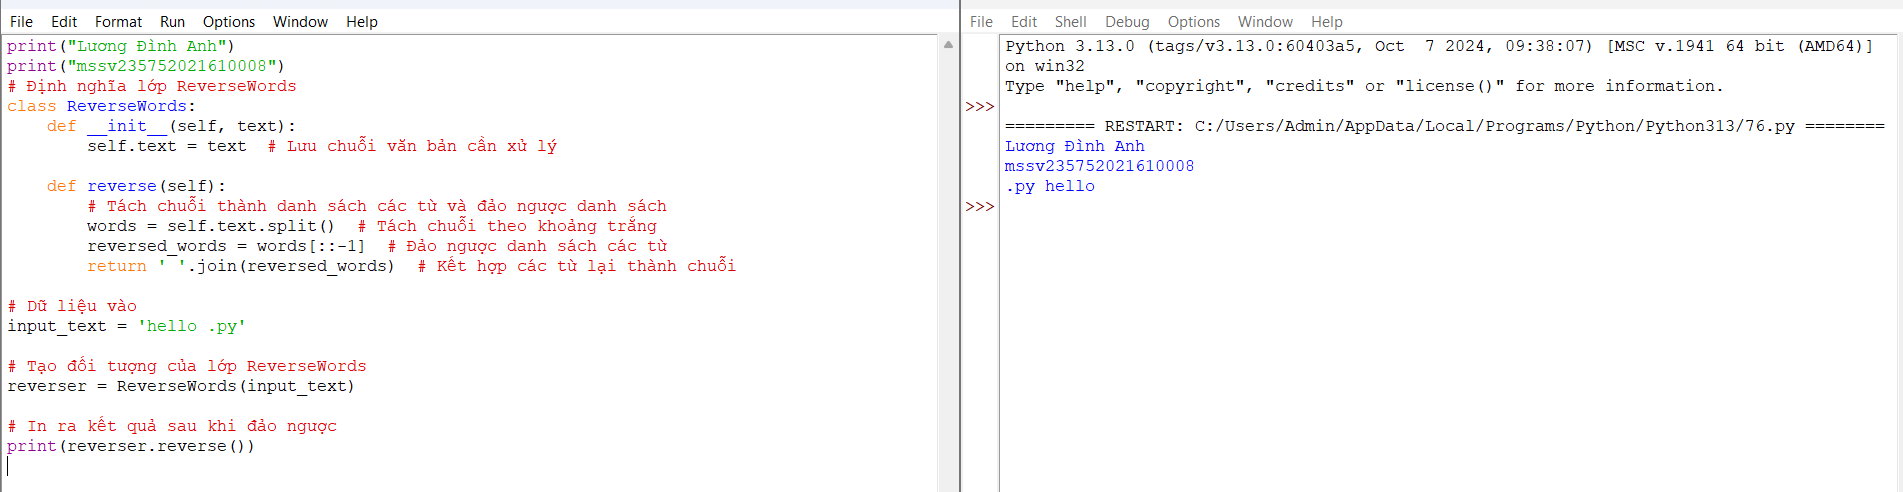 File Edit Format Run Options Window Help
print("Lương Đình Anh")
print("mssv235752021610008")
# Định nghĩa lớp ReverseWords
class ReverseWords:
    def __init__(self, text):
        self.text = text  # Lưu chuỗi văn bản cần xử lý

    def reverse(self):
        # Tách chuỗi thành danh sách các từ và đảo ngược danh sách
        words = self.text.split()  # Tách chuỗi theo khoảng trắng
        reversed_words = words[::-1]  # Đảo ngược danh sách các từ
        return ' '.join(reversed_words)  # Kết hợp các từ lại thành chuỗi

# Dữ liệu vào
input_text = 'hello .py'

# Tạo đối tượng của lớp ReverseWords
reverser = ReverseWords(input_text)

# In ra kết quả sau khi đảo ngược
print(reverser.reverse())
File Edit Shell Debug Options Window Help
Python 3.13.0 (tags/v3.13.0:60403a5, Oct  7 2024, 09:38:07) [MSC v.1941 64 bit (AMD64)]
on win32
Type "help", "copyright", "credits" or "license()" for more information.
>>>
========= RESTART: C:/Users/Admin/AppData/Local/Programs/Python/Python313/76.py ========
Lương Đình Anh
mssv235752021610008
.py hello
>>>